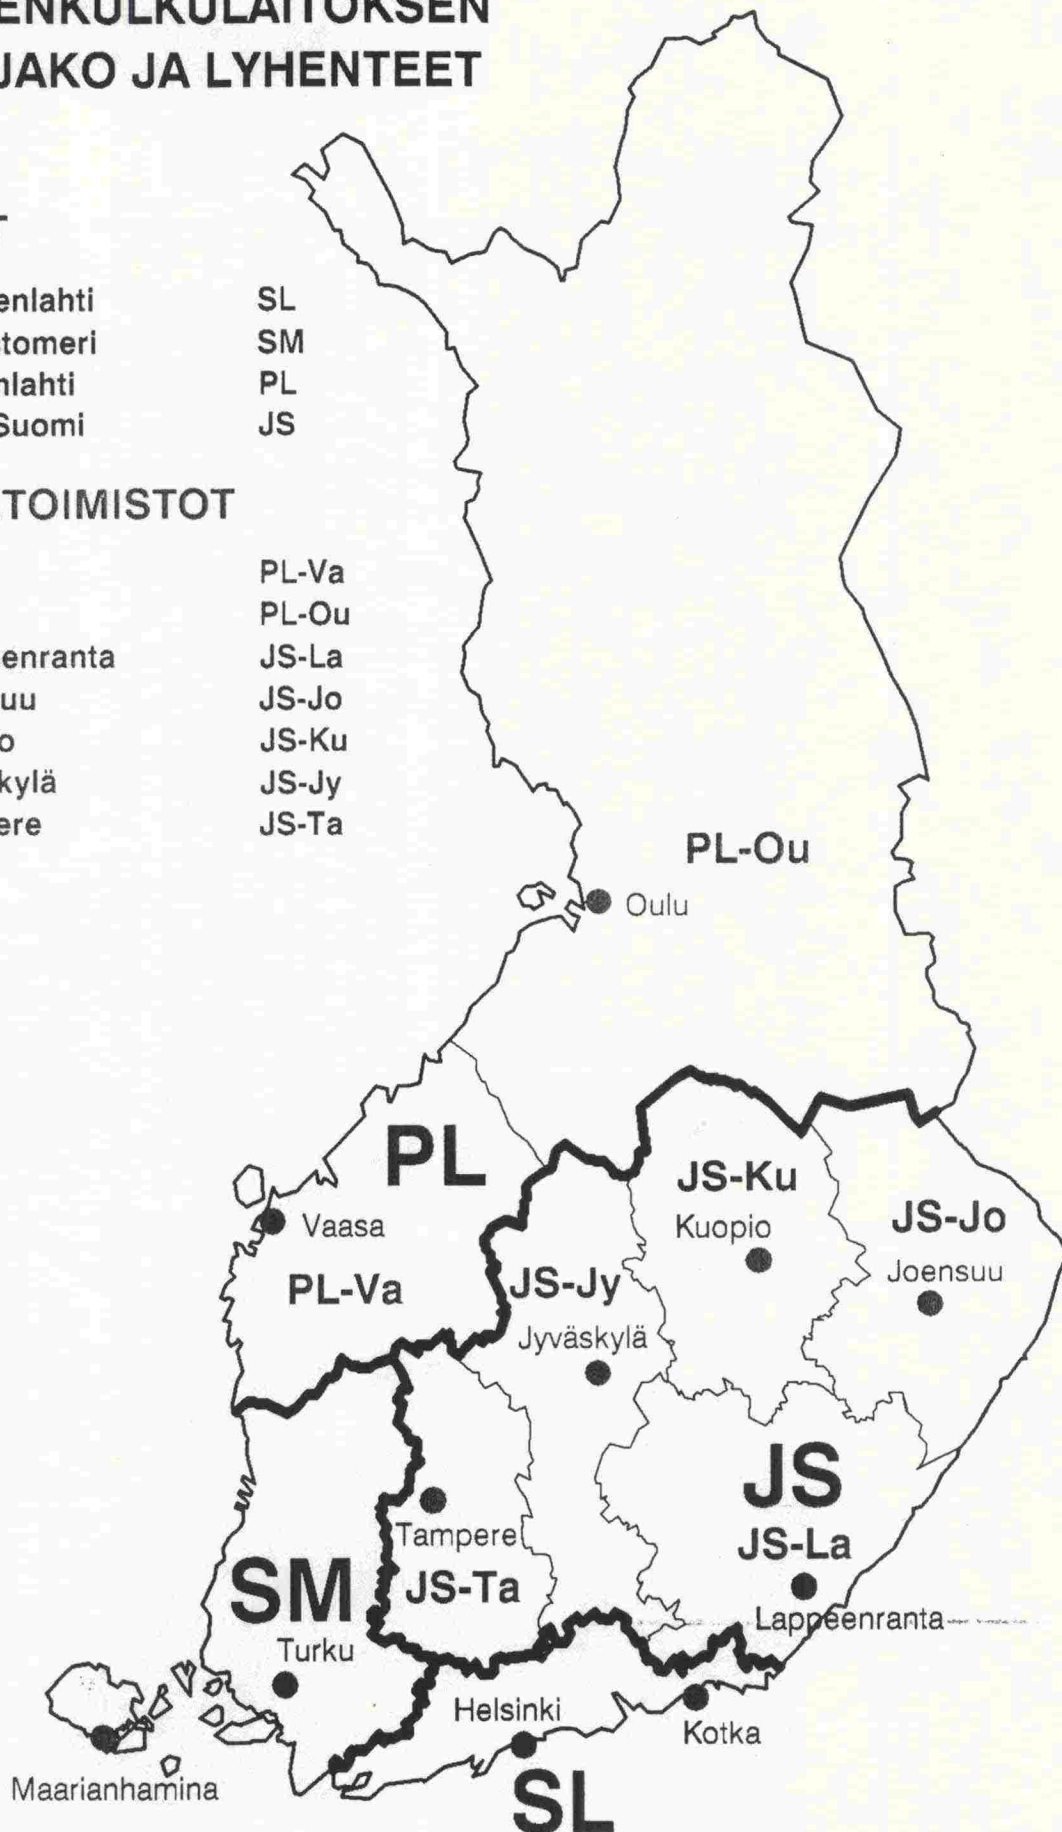 ENKULKULAITOKSEN
JAKO JA LYHENTEET
T
enlahti SL
tomeri SM
nlahti PL
Suomi JS
TOIMISTOT
PL-Va
PL-Ou
enranta JS-La
uu JS-Jo
o JS-Ku
kylä JS-Jy
ere JS-Ta
PL-Ou
Oulu
PL
JS-Ku
Kuopio
JS-Jo
Vaasa
Joensuu
PL-Va
JS-Jy
Jyväskylä
JS
Tampere
JS-La
SM
JS-Ta
Lappeenranta
Turku
Helsinki
Kotka
Maarianhamina
SL